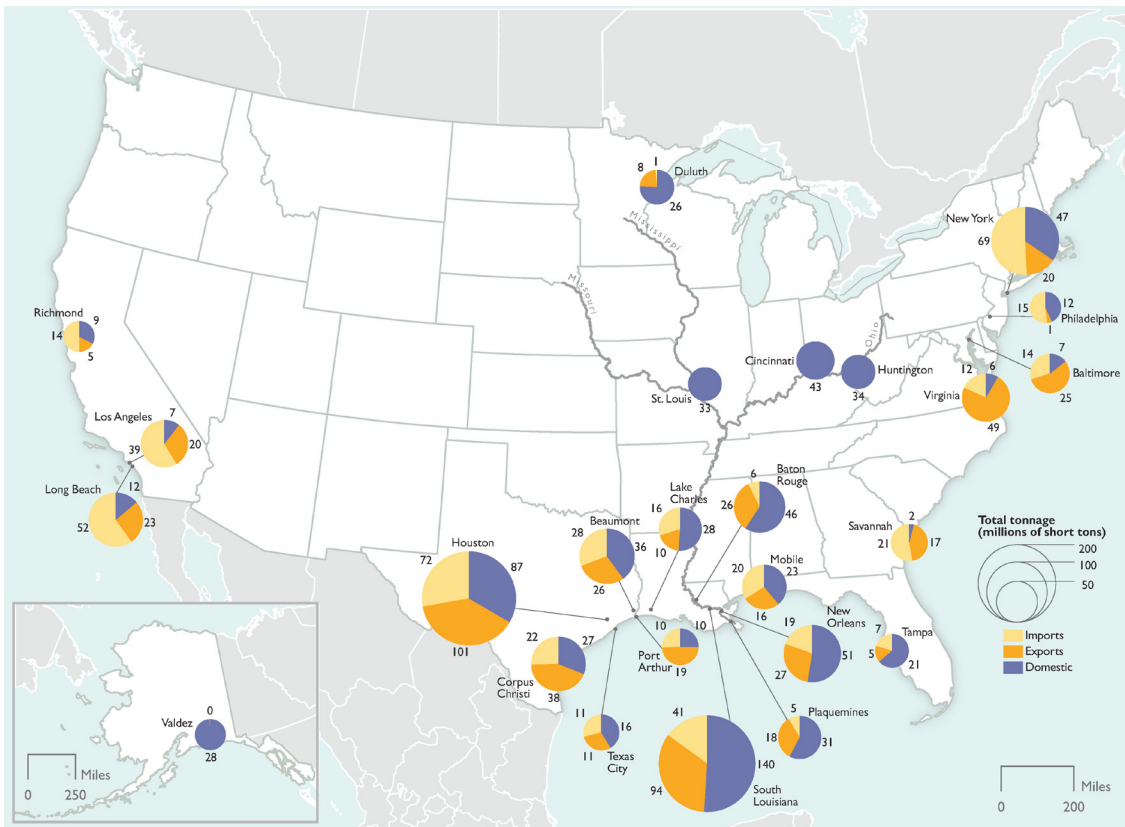 8
1
Duluth
26
Mississippi
Missouri
Ohio
New York
47
69
20
15
12
Philadelphia
1
14
7
Baltimore
25
12
6
Virginia
49
Richmond
9
14
5
Cincinnati
43
Huntington
34
St. Louis
33
Los Angeles
7
39
20
Long Beach
12
52
23
Houston
72
87
101
Beaumont
28
36
26
Lake
Charles
16
28
10
Baton
Rouge
6
26
46
Savannah
2
21
17
Mobile
20
23
16
Total tonnage
(millions of short tons)
200
100
50
Imports
Exports
Domestic
New
Orleans
19
51
27
Tampa
7
5
21
10
10
Port
Arthur
19
22
27
Corpus
Christi
38
11
16
11
Texas
City
Plaquemines
5
18
31
41
140
94
South
Louisiana
Valdez
0
28
Miles
0
250
Miles
0
200